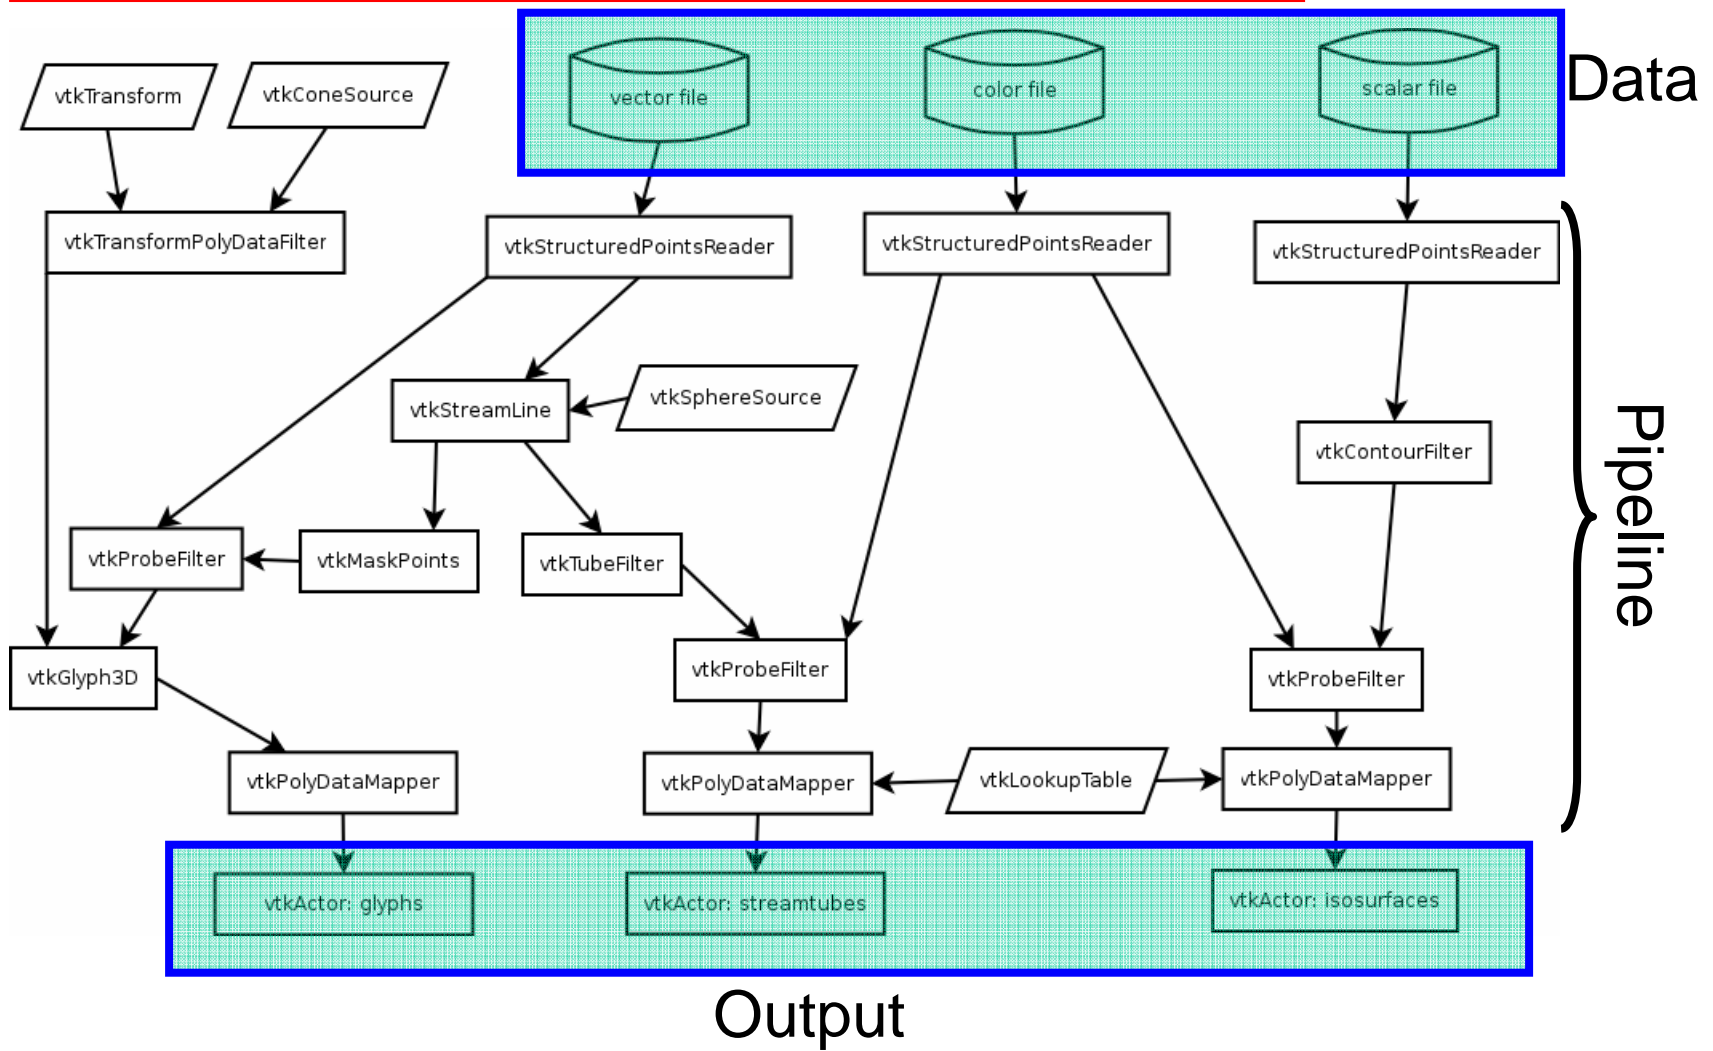 vtkTransform
vtkConeSource
vector file
color file
scalar file
Data
vtkTransformPolyDataFilter
vtkStructuredPointsReader
vtkStructuredPointsReader
vtkStructuredPointsReader
vtkStreamLine
vtkSphereSource
vtkContourFilter
Pipeline
vtkProbeFilter
vtkMaskPoints
vtkTubeFilter
vtkGlyph3D
vtkProbeFilter
vtkProbeFilter
vtkPolyDataMapper
vtkPolyDataMapper
vtkLookupTable
vtkPolyDataMapper
vtkActor: glyphs
vtkActor: streamtubes
vtkActor: isosurfaces
Output